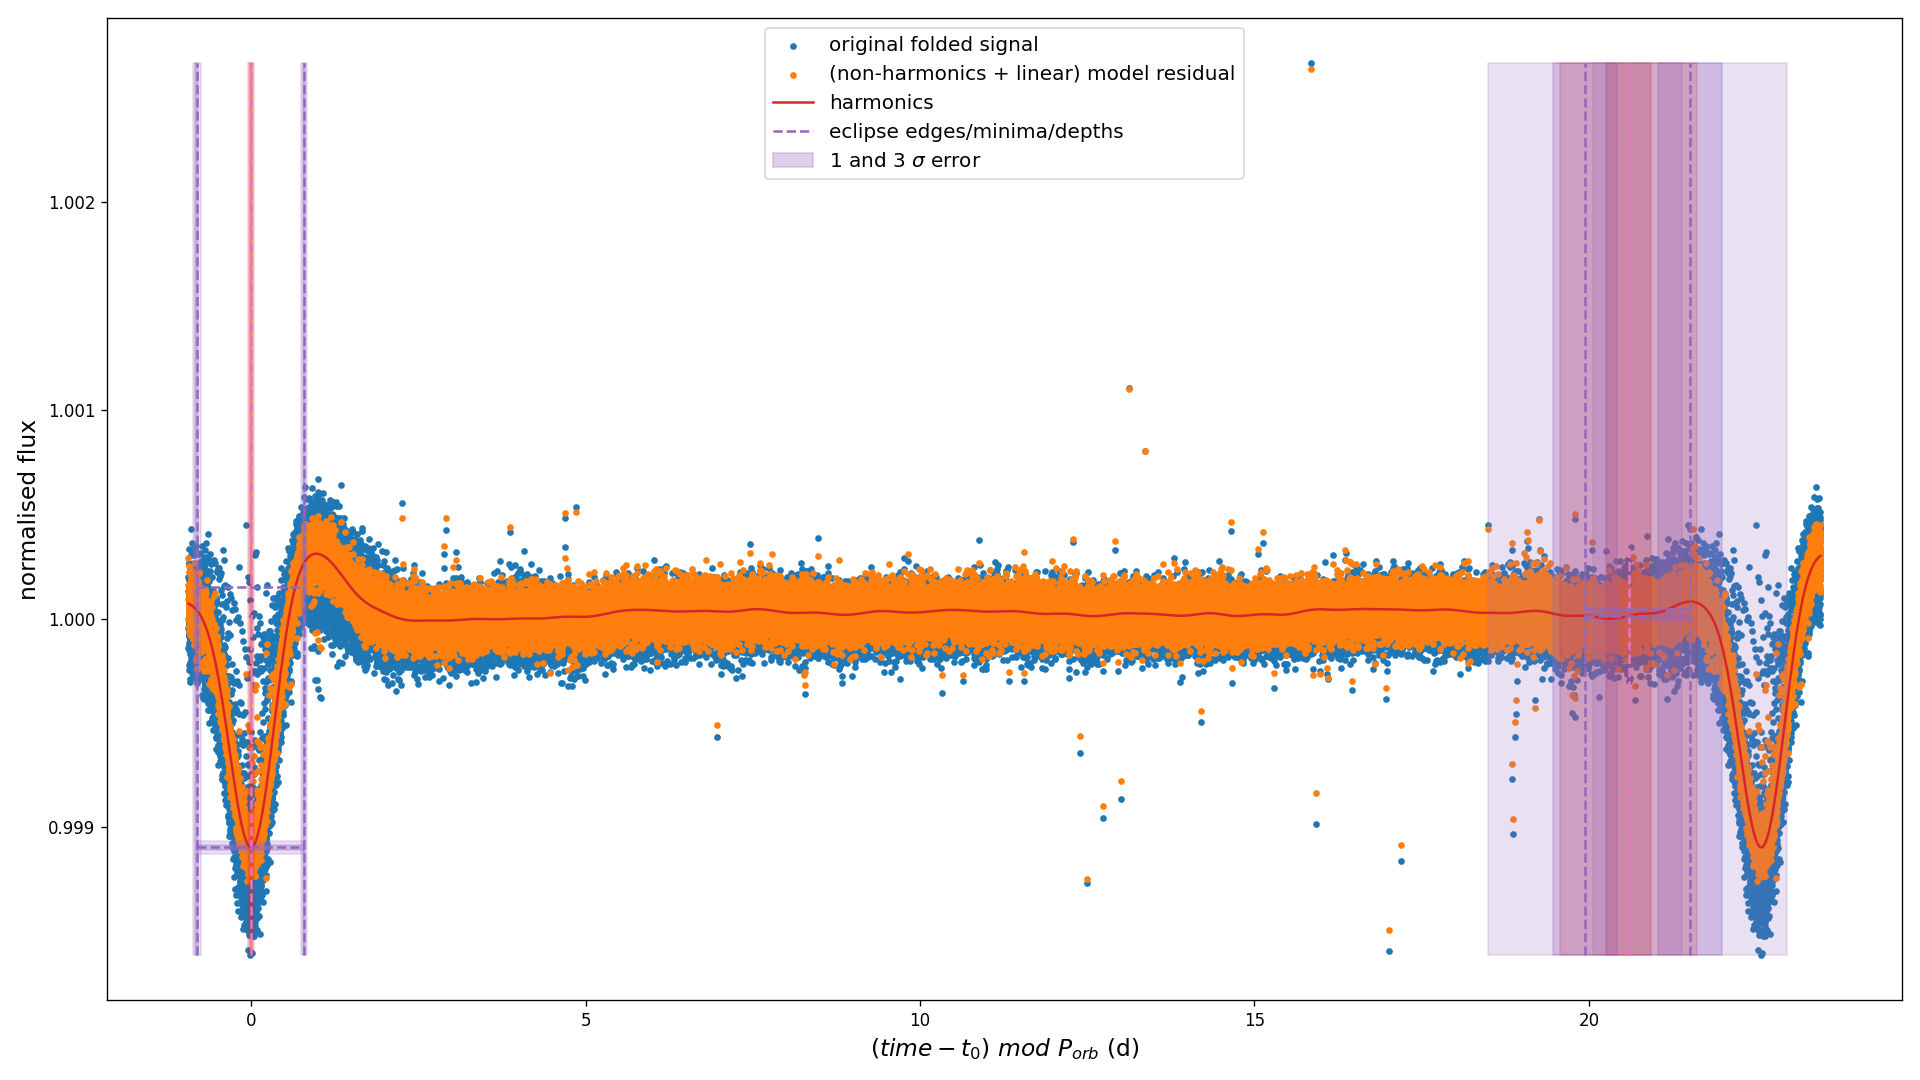 original folded signal
(non-harmonics + linear) model residual
harmonics
eclipse edges/minima/depths
1 and 3 σ error
normalised flux
1.002
1.001
1.000
0.999
0 5 10 15 20
(time − t₀) mod Pₒᵣb (d)